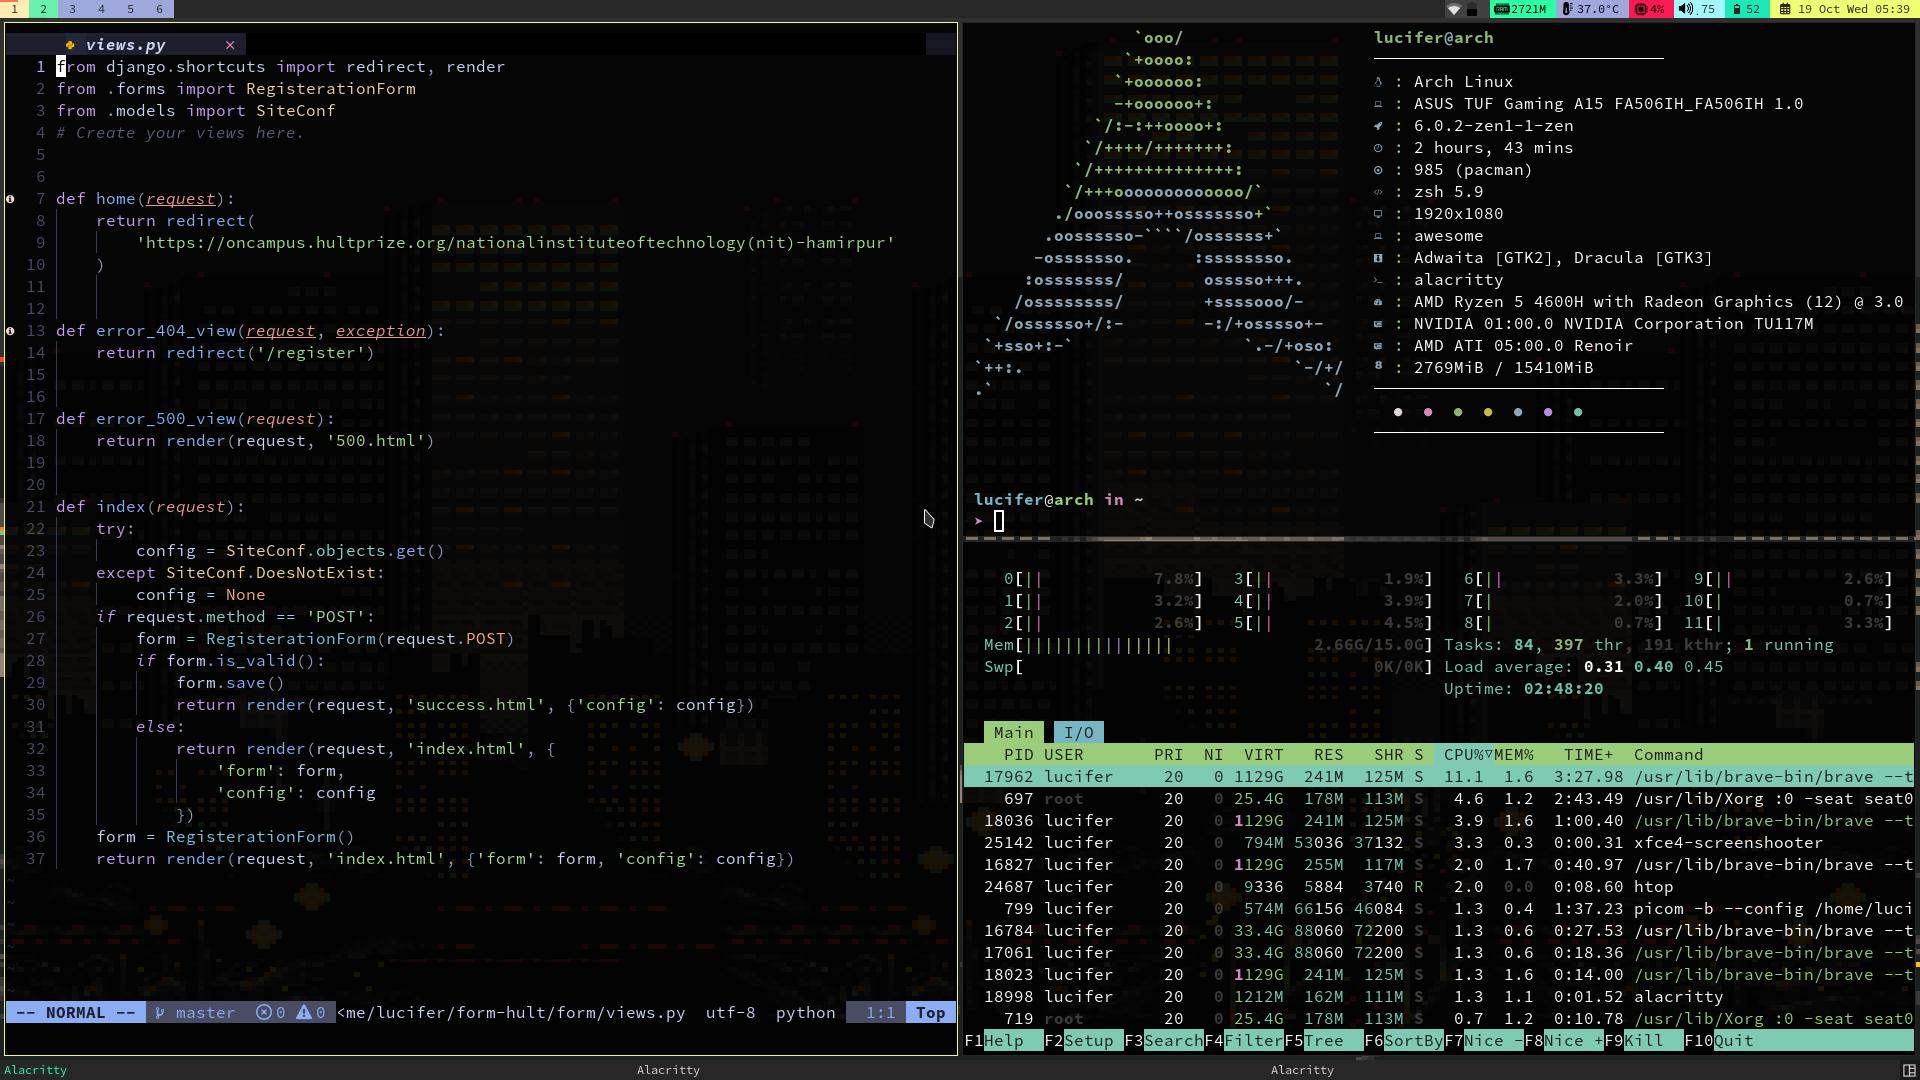 1 2 3 4 5 6 2721M 37.0°C 4% 75 52 19 Oct Wed 05:39
views.py ×
1 from django.shortcuts import redirect, render
2 from .forms import RegisterationForm
3 from .models import SiteConf
4 # Create your views here.
5
6
7 def home(request):
8 return redirect(
9 'https://oncampus.hultprize.org/nationalinstituteoftechnology(nit)-hamirpur'
10 )
11
12
13 def error_404_view(request, exception):
14 return redirect('/register')
15
16
17 def error_500_view(request):
18 return render(request, '500.html')
19
20
21 def index(request):
22 try:
23 config = SiteConf.objects.get()
24 except SiteConf.DoesNotExist:
25 config = None
26 if request.method == 'POST':
27 form = RegisterationForm(request.POST)
28 if form.is_valid():
29 form.save()
30 return render(request, 'success.html', {'config': config})
31 else:
32 return render(request, 'index.html', {
33 'form': form,
34 'config': config
35 })
36 form = RegisterationForm()
37 return render(request, 'index.html', {'form': form, 'config': config})
-- NORMAL -- master 0 0 <me/lucifer/form-hult/form/views.py utf-8 python 1:1 Top
`ooo/
`+oooo:
`+oooooo:
-+oooooo+:
`/:-:++oooo+:
`/++++/+++++++:
`/++++++++++++++:
`/+++ooooooooooooo/`
./ooosssso++osssssso+`
.oossssso-````/ossssss+`
-osssssso. :ssssssso.
:osssssss/ osssso+++.
/ossssssss/ +ssssooo/-
`/ossssso+/:- -:/+osssso+-
`+sso+:-` `.-/+oso:
`++:. `-/+/
.` `/
lucifer@arch
: Arch Linux
: ASUS TUF Gaming A15 FA506IH_FA506IH 1.0
: 6.0.2-zen1-1-zen
: 2 hours, 43 mins
: 985 (pacman)
: zsh 5.9
: 1920x1080
: awesome
: Adwaita [GTK2], Dracula [GTK3]
: alacritty
: AMD Ryzen 5 4600H with Radeon Graphics (12) @ 3.0
: NVIDIA 01:00.0 NVIDIA Corporation TU117M
: AMD ATI 05:00.0 Renoir
: 2769MiB / 15410MiB
lucifer@arch in ~
➤
0[|| 7.8%] 3[|| 1.9%] 6[|| 3.3%] 9[|| 2.6%]
1[|| 3.2%] 4[|| 3.9%] 7[| 2.0%] 10[| 0.7%]
2[|| 2.6%] 5[|| 4.5%] 8[| 0.7%] 11[| 3.3%]
Mem[||||||||||||||| 2.66G/15.0G] Tasks: 84, 397 thr, 191 kthr; 1 running
Swp[ 0K/0K] Load average: 0.31 0.40 0.45
Uptime: 02:48:20
Main I/O
PID USER PRI NI VIRT RES SHR S CPU%▽MEM% TIME+ Command
17962 lucifer 20 0 1129G 241M 125M S 11.1 1.6 3:27.98 /usr/lib/brave-bin/brave --t
697 root 20 0 25.4G 178M 113M S 4.6 1.2 2:43.49 /usr/lib/Xorg :0 -seat seat0
18036 lucifer 20 0 1129G 241M 125M S 3.9 1.6 1:00.40 /usr/lib/brave-bin/brave --t
25142 lucifer 20 0 794M 53036 37132 S 3.3 0.3 0:00.31 xfce4-screenshooter
16827 lucifer 20 0 1129G 255M 117M S 2.0 1.7 0:40.97 /usr/lib/brave-bin/brave --t
24687 lucifer 20 0 9336 5884 3740 R 2.0 0.0 0:08.60 htop
799 lucifer 20 0 574M 66156 46084 S 1.3 0.4 1:37.23 picom -b --config /home/luci
16784 lucifer 20 0 33.4G 88060 72200 S 1.3 0.6 0:27.53 /usr/lib/brave-bin/brave --t
17061 lucifer 20 0 33.4G 88060 72200 S 1.3 0.6 0:18.36 /usr/lib/brave-bin/brave --t
18023 lucifer 20 0 1129G 241M 125M S 1.3 1.6 0:14.00 /usr/lib/brave-bin/brave --t
18998 lucifer 20 0 1212M 162M 111M S 1.3 1.1 0:01.52 alacritty
719 root 20 0 25.4G 178M 113M S 0.7 1.2 0:10.78 /usr/lib/Xorg :0 -seat seat0
F1Help F2Setup F3SearchF4FilterF5Tree F6SortByF7Nice -F8Nice +F9Kill F10Quit
Alacritty Alacritty Alacritty